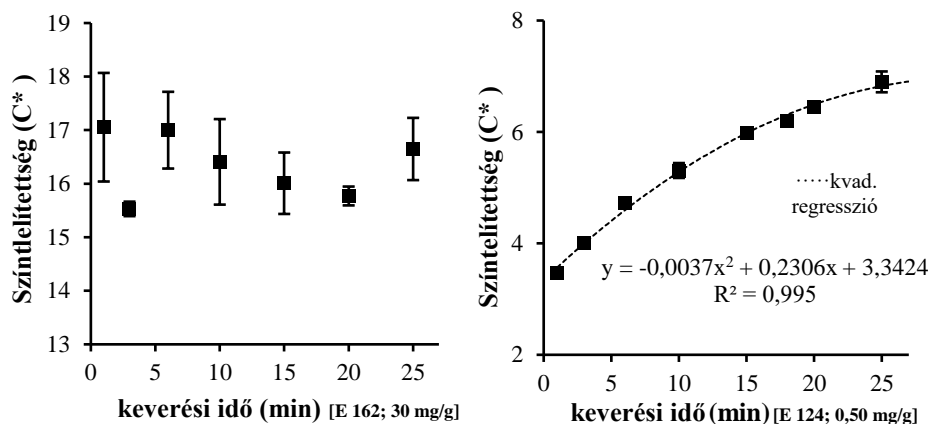 19
18
17
16
15
14
13
Színtlelítettség (C* )
0 5 10 15 20 25
keverési idő (min) [E 162; 30 mg/g]
8
6
4
2
Színtelítettség (C* )
·····kvad.
regresszió
y = -0,0037x² + 0,2306x + 3,3424
R² = 0,995
0 5 10 15 20 25
keverési idő (min) [E 124; 0,50 mg/g]